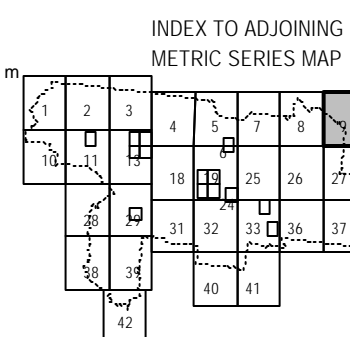 INDEX TO ADJOINING
METRIC SERIES MAP
m
1 2 3 4 5 7 8 9
6
10 11 13 18 19 25 26 27
24
28 29 31 32 33 36 37
38 39 40 41
42